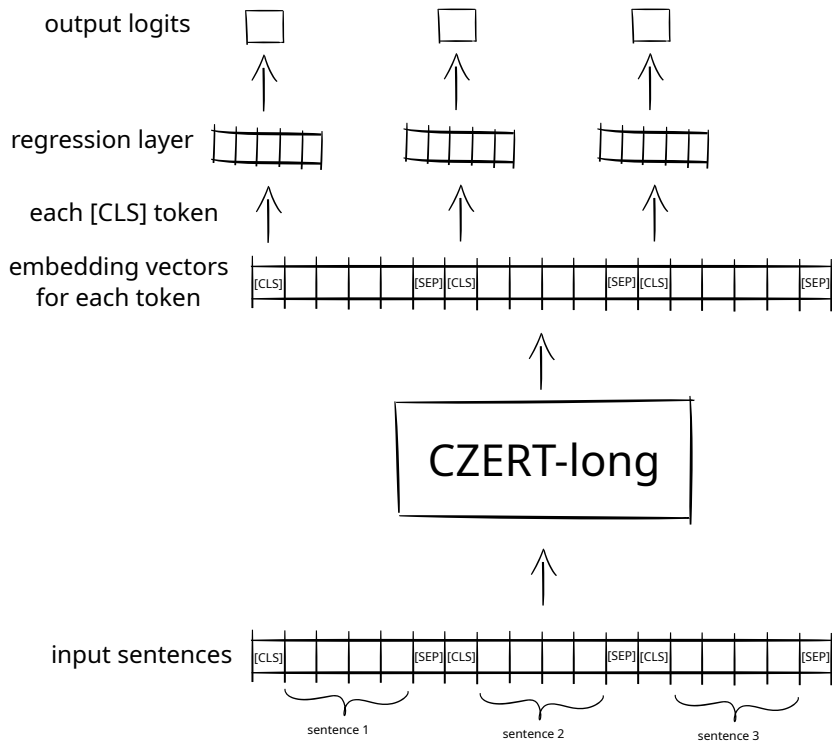 output logits
regression layer
each [CLS] token
embedding vectors
for each token
[CLS] [SEP] [CLS] [SEP] [CLS] [SEP]
CZERT-long
input sentences
[CLS] [SEP] [CLS] [SEP] [CLS] [SEP]
sentence 1 sentence 2 sentence 3